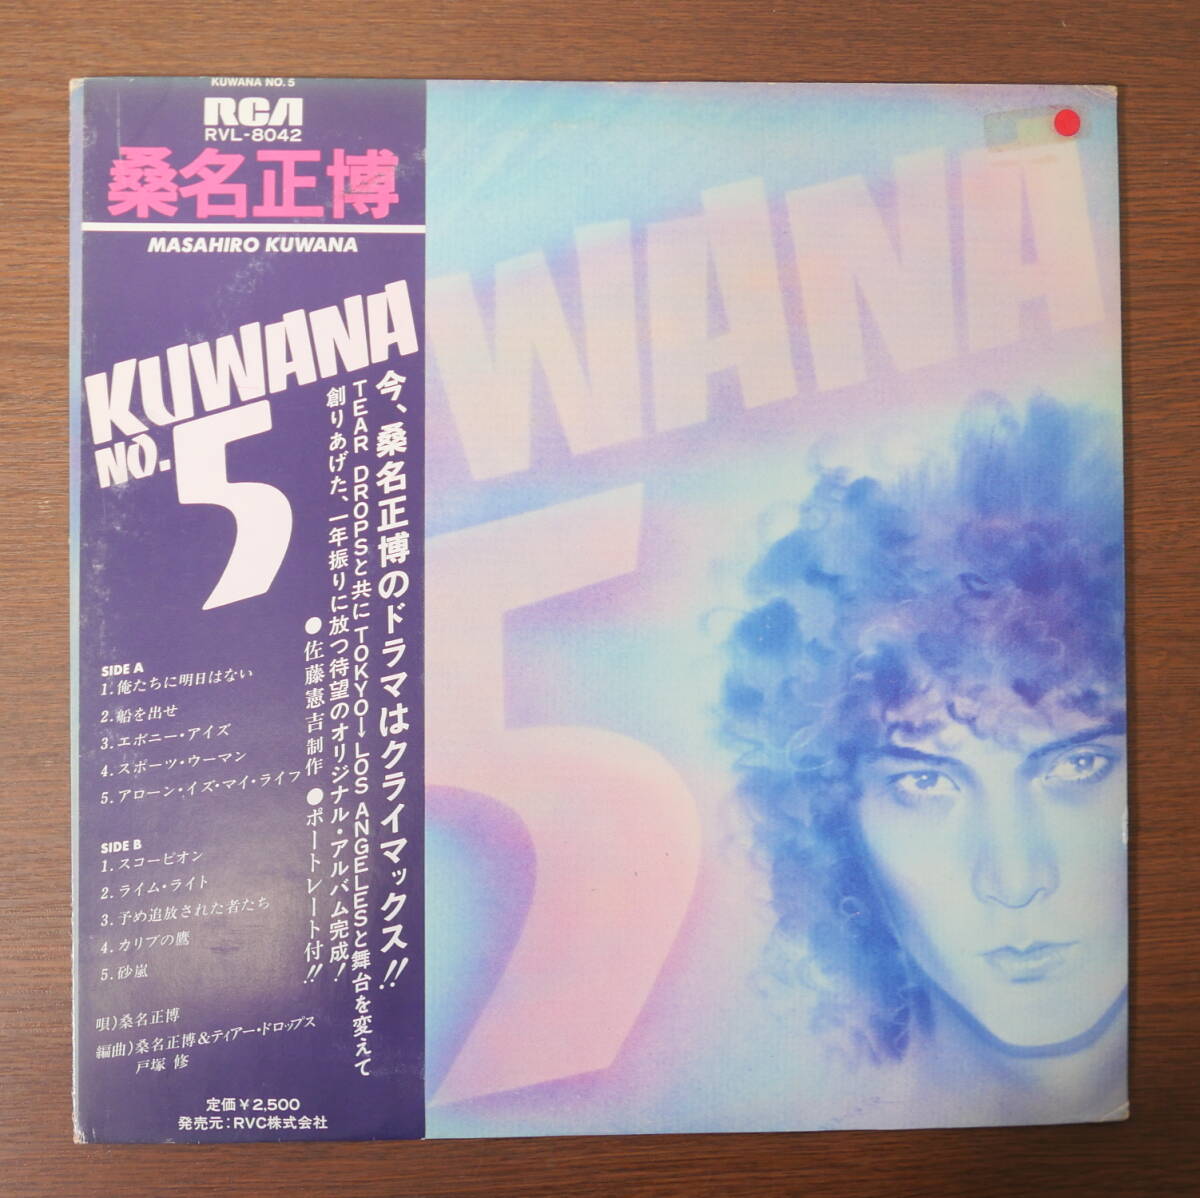 KUWANA NO. 5
RCA
RVL-8042
桑名正博
MASAHIRO KUWANA
KUWANA
NO. 5
今、桑名正博のドラマはクライマックス!!
TEAR DROPSと共にTOKYO→LOS ANGELESと舞台を変えて
創りあげた、一年振りに放つ待望のオリジナル・アルバム完成!
●佐藤憲吉制作 ●ポートレート付!!
SIDE A
1. 俺たちに明日はない
2. 船を出せ
3. エボニー・アイズ
4. スポーツ・ウーマン
5. アローン・イズ・マイ・ライフ
SIDE B
1. スコーピオン
2. ライム・ライト
3. 予め追放された者たち
4. カリブの鷹
5. 砂嵐
唄)桑名正博
編曲)桑名正博&ティアー・ドロップス
戸塚 修
定価¥2,500
発売元:RVC株式会社
WANA
5